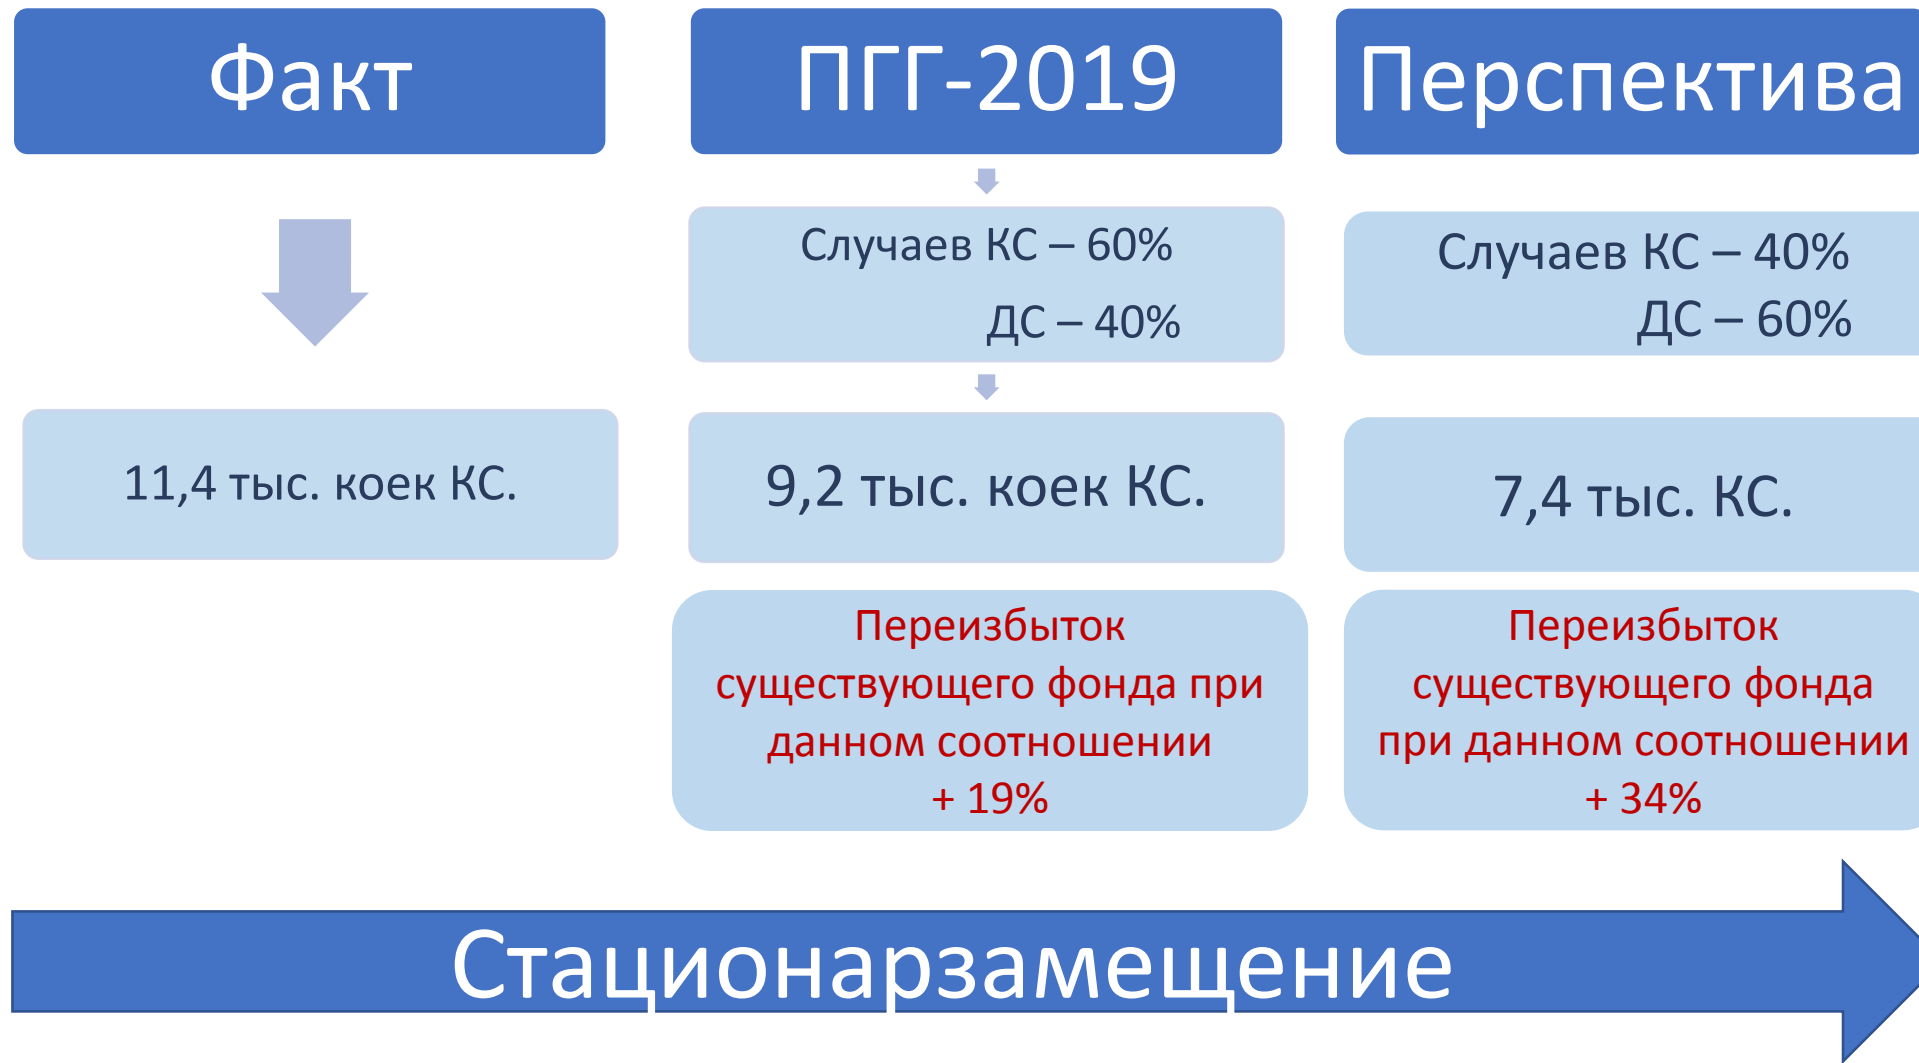 Факт
11,4 тыс. коек КС.
ПГГ-2019
Случаев КС – 60%
ДС – 40%
9,2 тыс. коек КС.
Переизбыток
существующего фонда при
данном соотношении
+ 19%
Перспектива
Случаев КС – 40%
ДС – 60%
7,4 тыс. КС.
Переизбыток
существующего фонда
при данном соотношении
+ 34%
Стационарзамещение